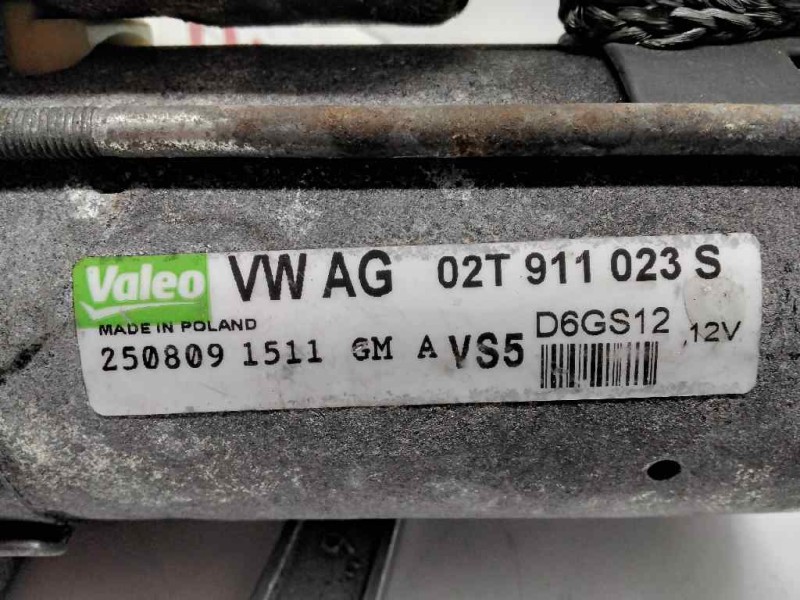 Valeo VW AG 02T 911 023 S
MADE IN POLAND
D6GS12 12V
250809 1511 GM A VS5